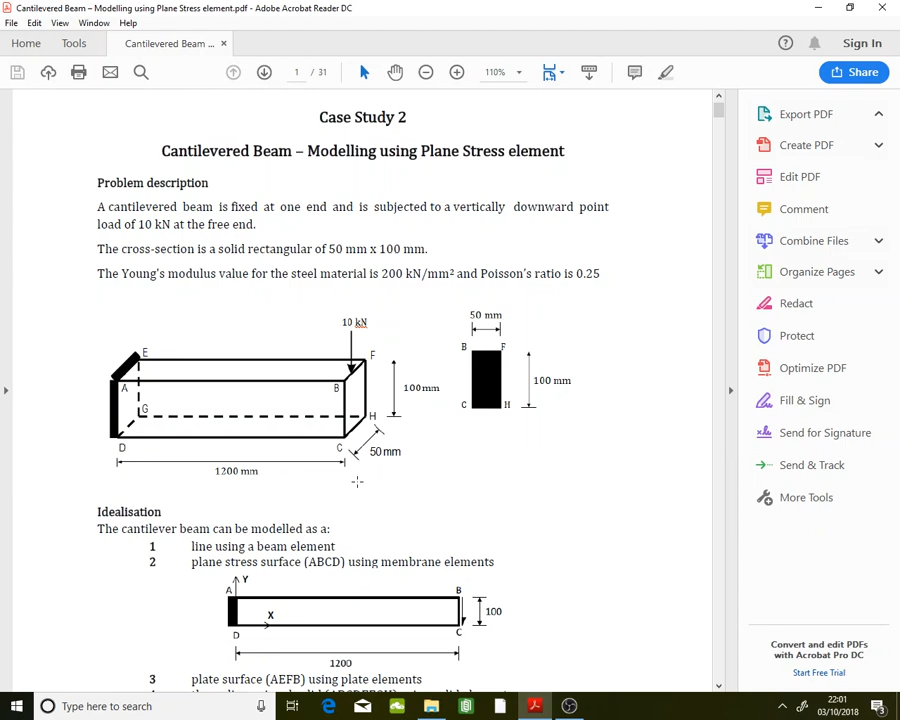 Cantilevered Beam – Modelling using Plane Stress element.pdf - Adobe Acrobat Reader DC
File Edit View Window Help
Home Tools Cantilevered Beam ... × Sign In
1 / 31 110% Share
Case Study 2
Cantilevered Beam – Modelling using Plane Stress element
Problem description
A cantilevered beam is fixed at one end and is subjected to a vertically downward point
load of 10 kN at the free end.
The cross-section is a solid rectangular of 50 mm x 100 mm.
The Young's modulus value for the steel material is 200 kN/mm² and Poisson's ratio is 0.25
10 kN
E
F
A
B
G
H
D
C
100mm
50mm
1200 mm
50 mm
B F
100 mm
C H
Idealisation
The cantilever beam can be modelled as a:
1 line using a beam element
2 plane stress surface (ABCD) using membrane elements
Y
A B
X
100
D C
1200
3 plate surface (AEFB) using plate elements
Export PDF
Create PDF
Edit PDF
Comment
Combine Files
Organize Pages
Redact
Protect
Optimize PDF
Fill & Sign
Send for Signature
Send & Track
More Tools
Convert and edit PDFs
with Acrobat Pro DC
Start Free Trial
Type here to search
22:01
03/10/2018
3